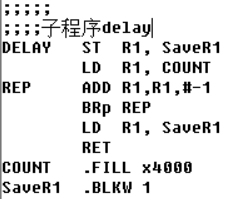 ;;;;;
;;;;子程序delay
DELAY ST R1, SaveR1
LD R1, COUNT
REP ADD R1,R1,#-1
BRp REP
LD R1, SaveR1
RET
COUNT .FILL x4000
SaveR1 .BLKW 1